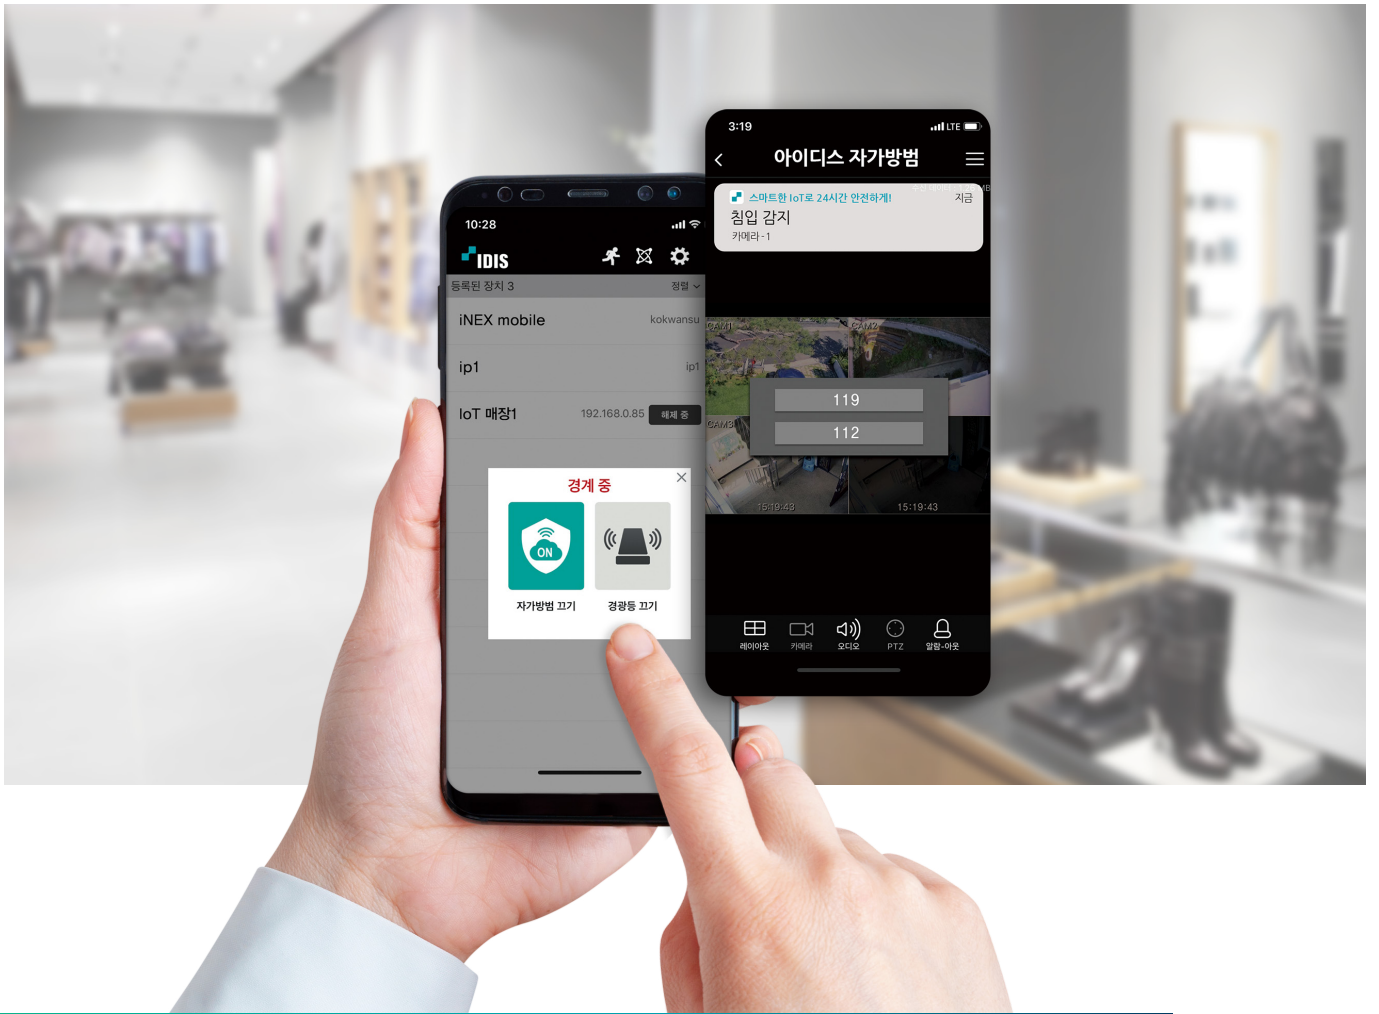 10:28
IDIS
등록된 장치 3
정렬
iNEX mobile
kokwansu
ip1
ip1
IoT 매장1
192.168.0.85
해제 중
경계 중
ON
자가방범 끄기
경광등 끄기
3:19
LTE
아이디스 자가방범
스마트한 IoT로 24시간 안전하게!
지금
침입 감지
카메라 - 1
CAM1
CAM2
119
112
CAM3
15:19:43
15:19:43
레이아웃
카메라
오디오
PTZ
알람-아웃